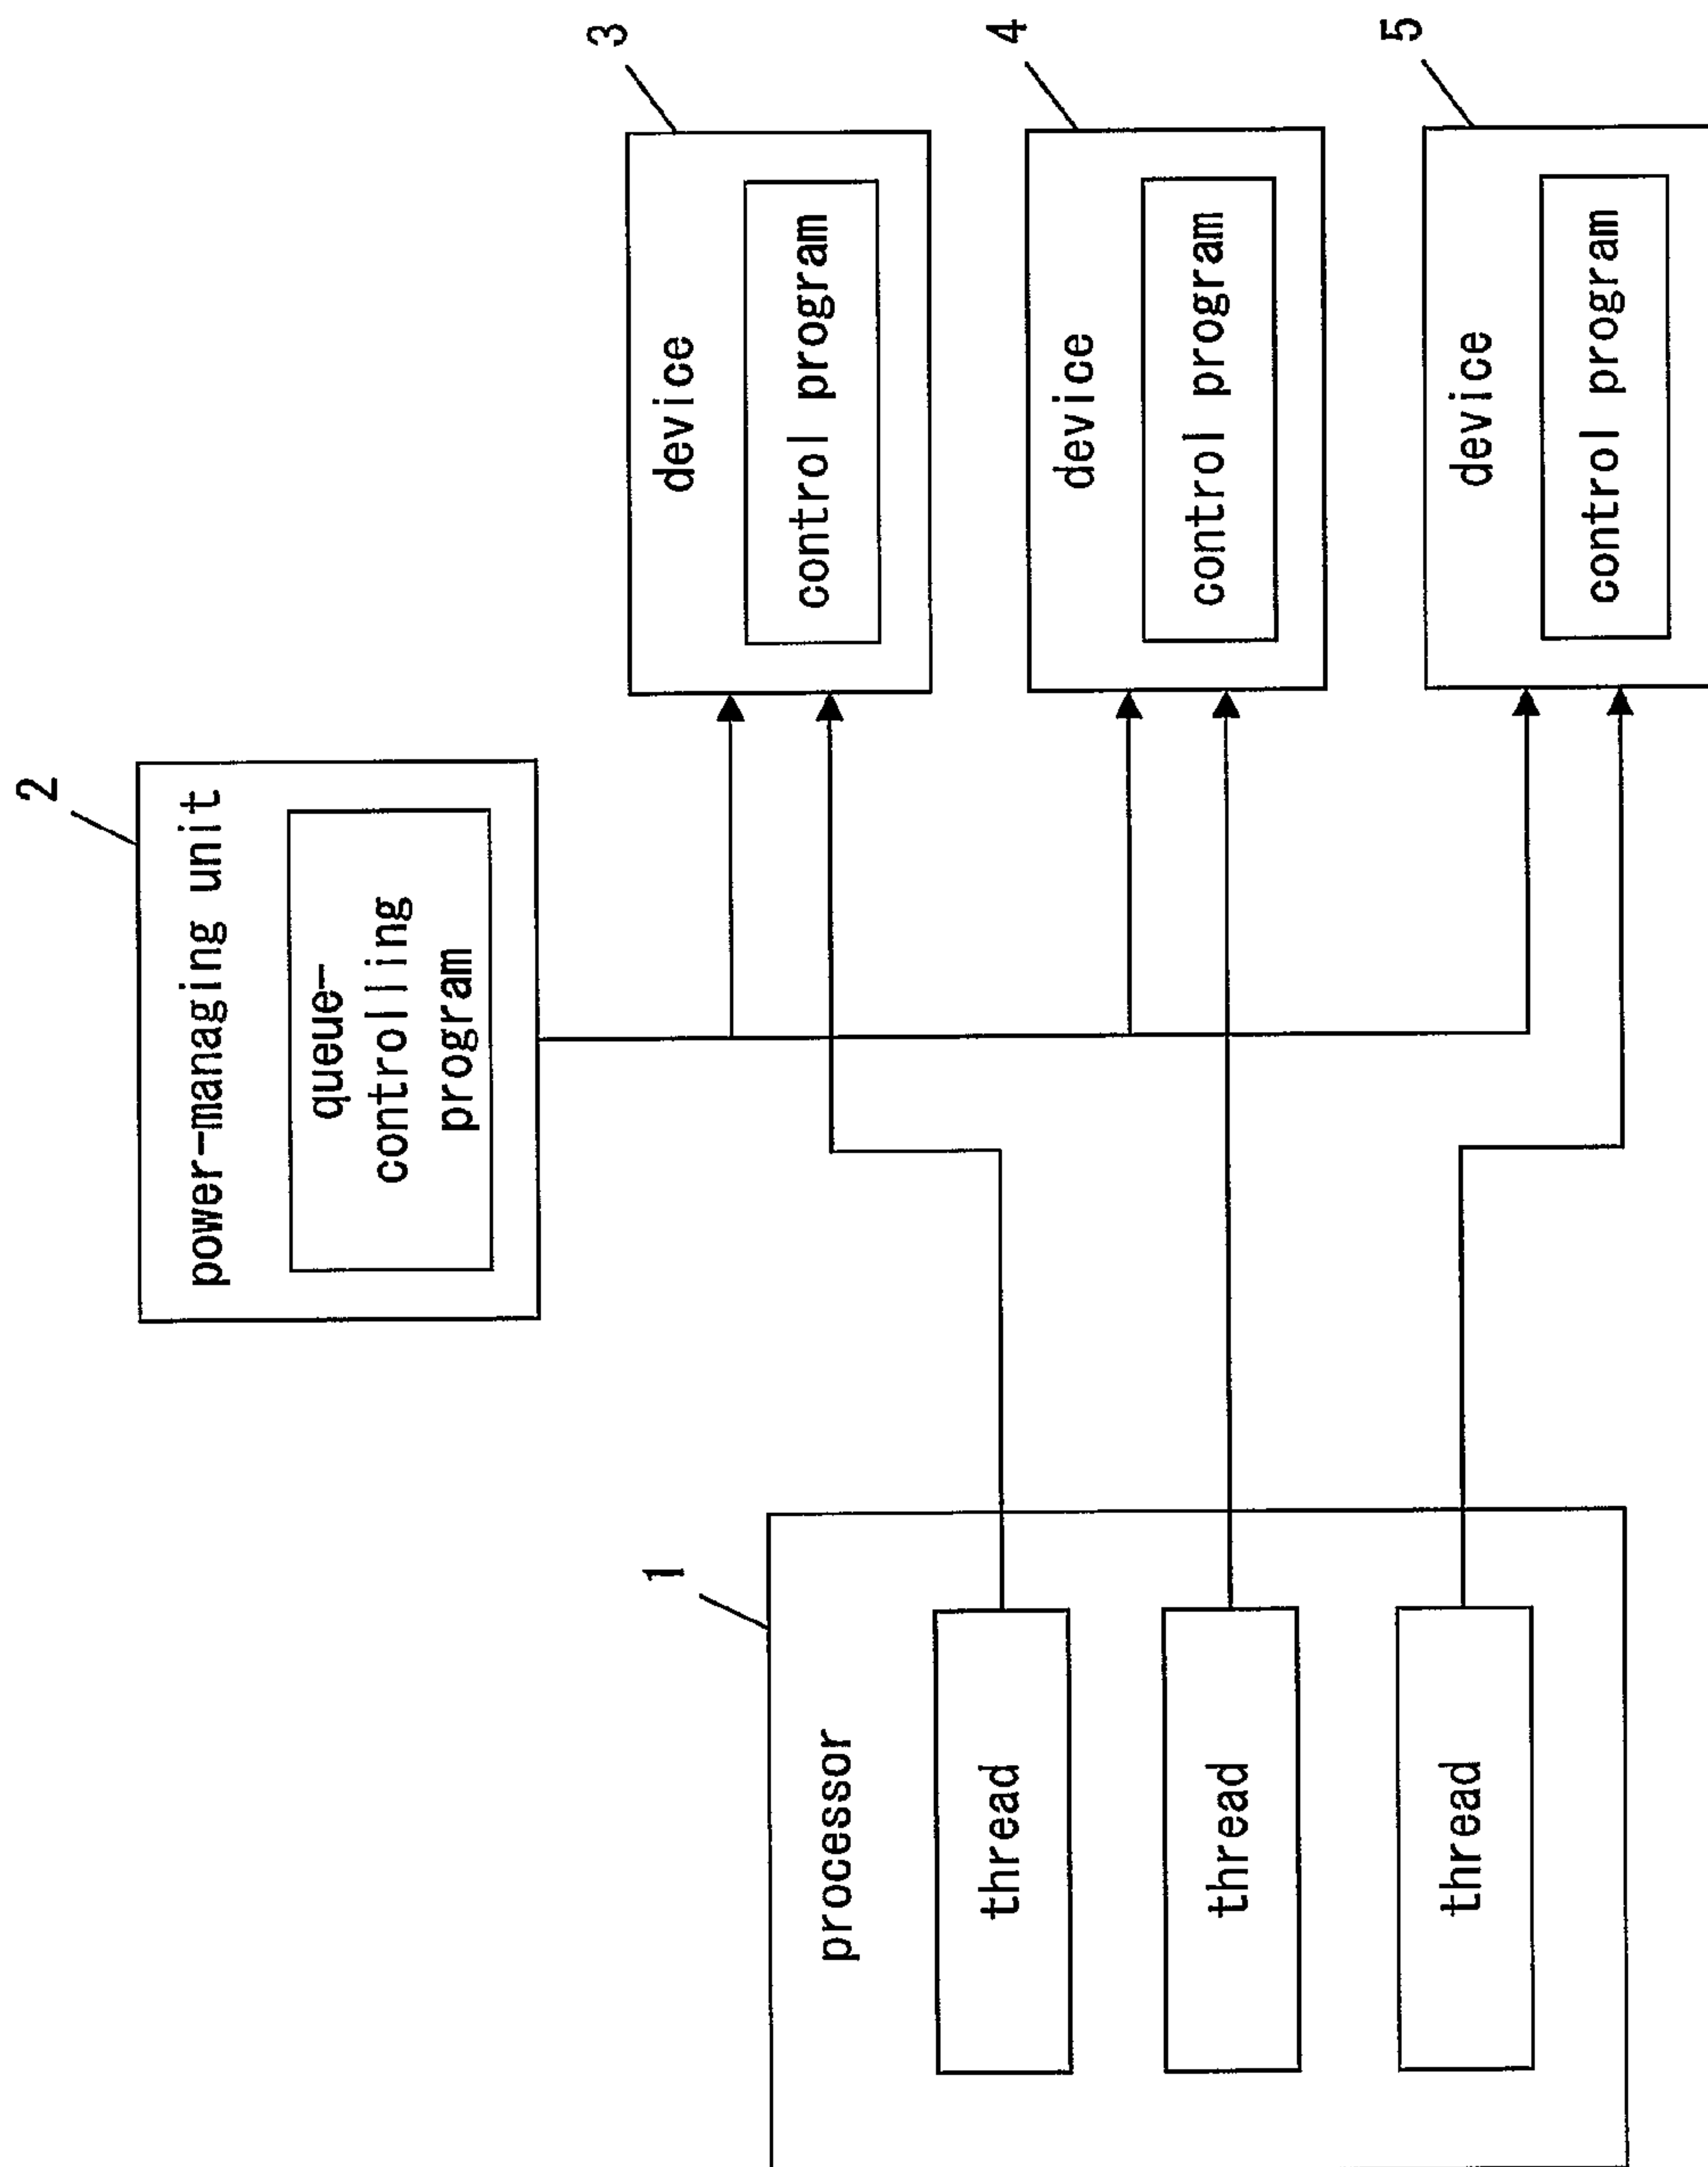 2
power-managing unit
queue-
controlling
program
1
processor
thread
thread
thread
3
device
control program
4
device
control program
5
device
control program